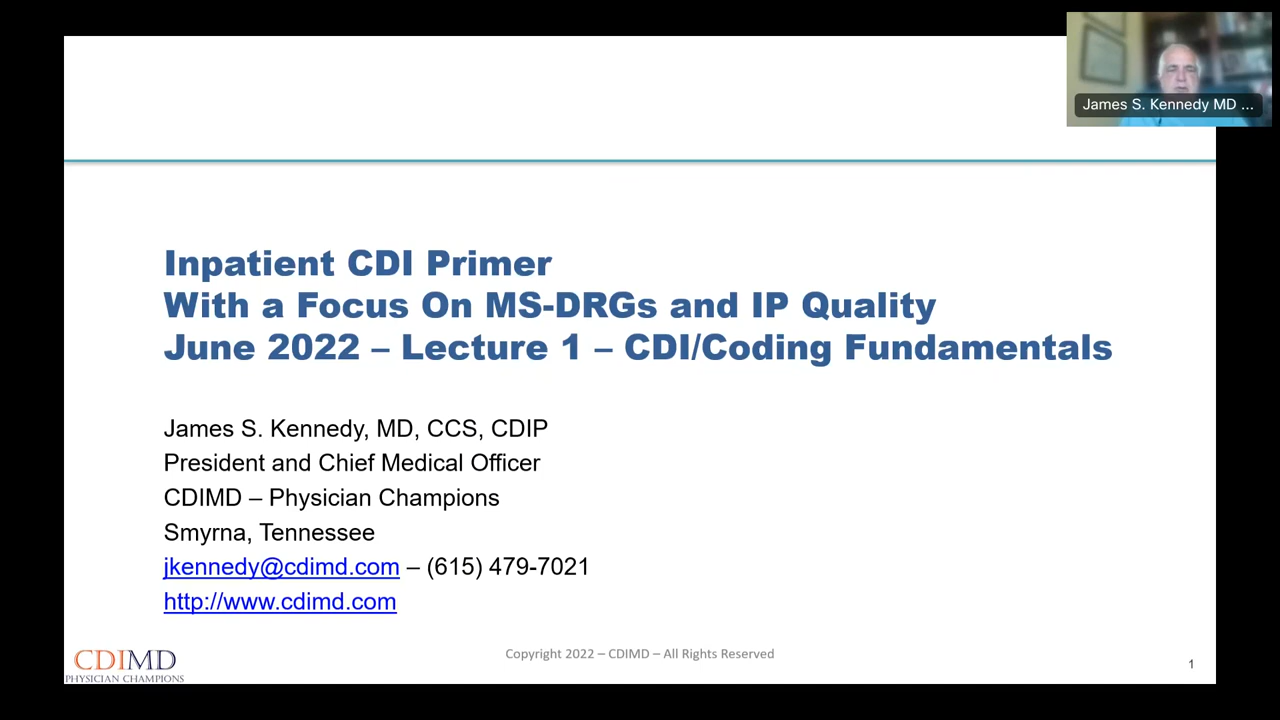 James S. Kennedy MD ...
Inpatient CDI Primer
With a Focus On MS-DRGs and IP Quality
June 2022 – Lecture 1 – CDI/Coding Fundamentals
James S. Kennedy, MD, CCS, CDIP
President and Chief Medical Officer
CDIMD – Physician Champions
Smyrna, Tennessee
jkennedy@cdimd.com – (615) 479-7021
http://www.cdimd.com
CDIMD
PHYSICIAN CHAMPIONS
Copyright 2022 – CDIMD – All Rights Reserved
1